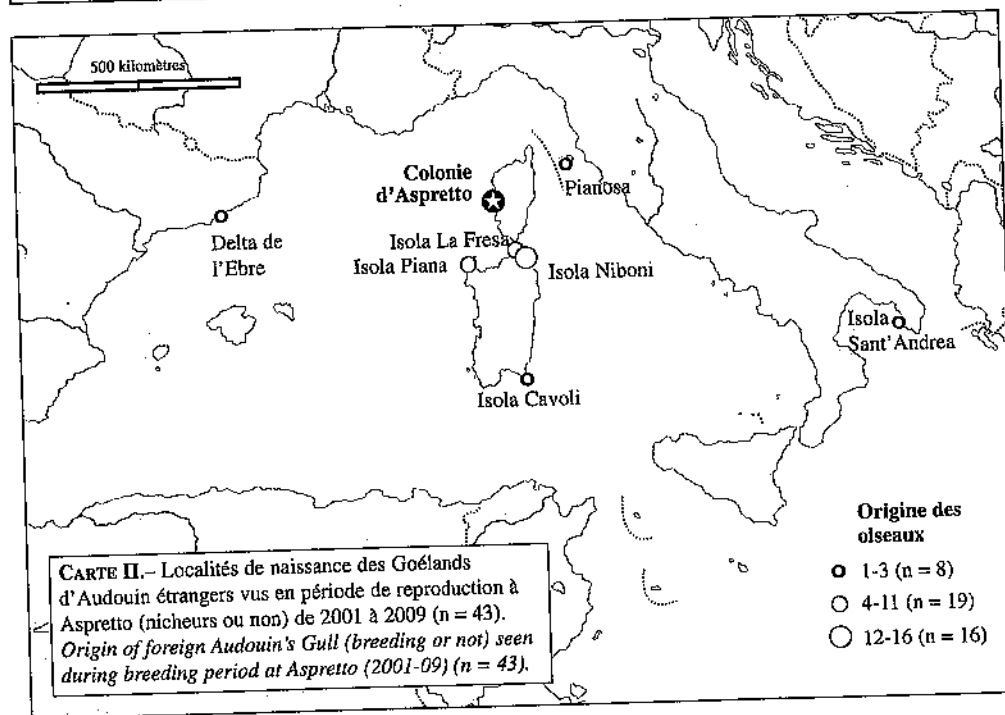 500 kilomètres
Colonie
d'Aspretto
Pianosa
Delta de
l'Ebre
Isola La Fresa
Isola Piana
Isola Niboni
Isola
Sant'Andrea
Isola Cavoli
Origine des
oiseaux
1-3 (n = 8)
4-11 (n = 19)
12-16 (n = 16)
CARTE II.– Localités de naissance des Goélands
d'Audouin étrangers vus en période de reproduction à
Aspretto (nicheurs ou non) de 2001 à 2009 (n = 43).
Origin of foreign Audouin's Gull (breeding or not) seen
during breeding period at Aspretto (2001-09) (n = 43).